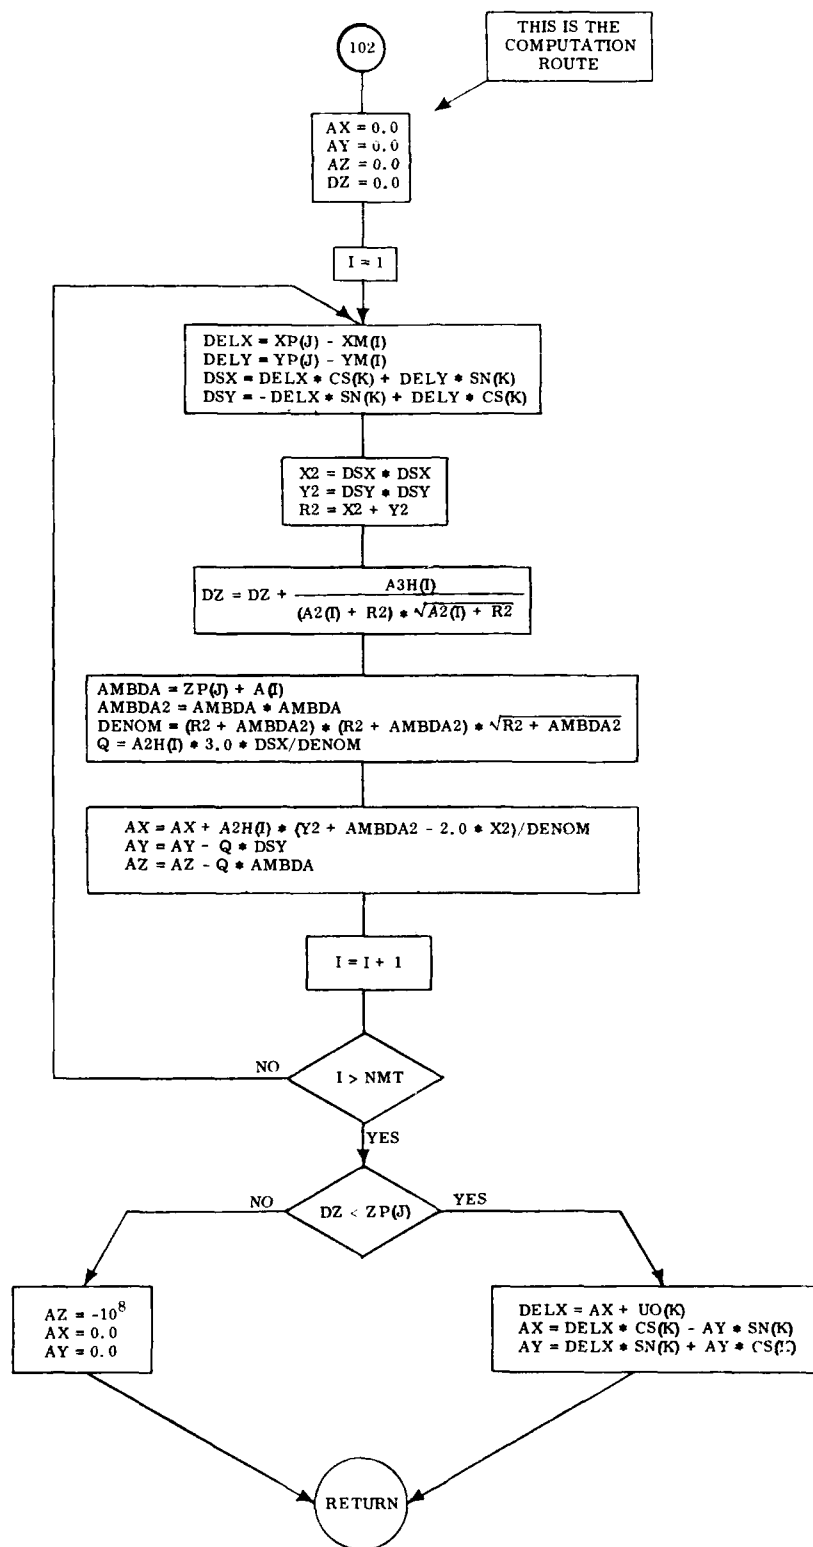 102
THIS IS THE
COMPUTATION
ROUTE
AX = 0.0
AY = 0.0
AZ = 0.0
DZ = 0.0
I = 1
DELX = XP(J) - XM(I)
DELY = YP(J) - YM(I)
DSX = DELX * CS(K) + DELY * SN(K)
DSY = - DELX * SN(K) + DELY * CS(K)
X2 = DSX * DSX
Y2 = DSY * DSY
R2 = X2 + Y2
DZ = DZ + A3H(I) / (A2(I) + R2) * √A2(I) + R2
AMBDA = ZP(J) + A(I)
AMBDA2 = AMBDA * AMBDA
DENOM = (R2 + AMBDA2) * (R2 + AMBDA2) * √R2 + AMBDA2
Q = A2H(I) * 3.0 * DSX/DENOM
AX = AX + A2H(I) * (Y2 + AMBDA2 - 2.0 * X2)/DENOM
AY = AY - Q * DSY
AZ = AZ - Q * AMBDA
I = I + 1
NO
I > NMT
YES
NO
DZ < ZP(J)
YES
AZ = -10⁸
AX = 0.0
AY = 0.0
DELX = AX + UO(K)
AX = DELX * CS(K) - AY * SN(K)
AY = DELX * SN(K) + AY * CS(K)
RETURN